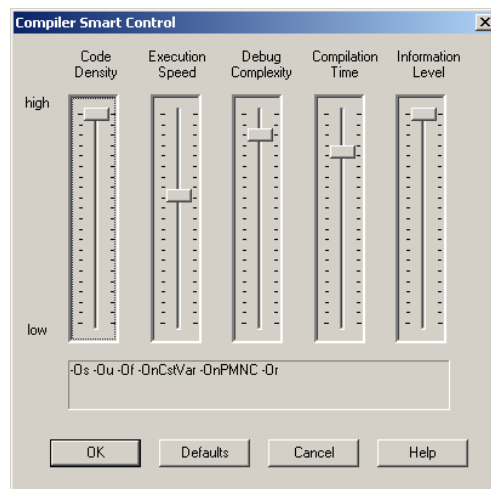 Compiler Smart Control
Code Density
Execution Speed
Debug Complexity
Compilation Time
Information Level
high
low
-Os -Ou -Of -OnCstVar -OnPMNC -Or
OK
Defaults
Cancel
Help